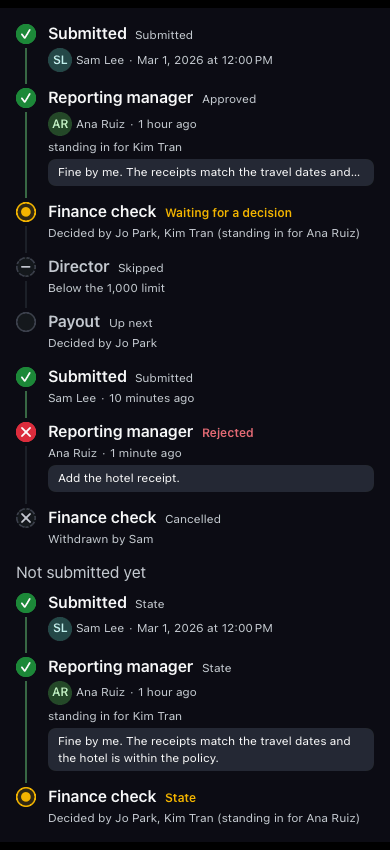 Submitted Submitted
SL Sam Lee · Mar 1, 2026 at 12:00 PM
Reporting manager Approved
AR Ana Ruiz · 1 hour ago
standing in for Kim Tran
Fine by me. The receipts match the travel dates and...
Finance check Waiting for a decision
Decided by Jo Park, Kim Tran (standing in for Ana Ruiz)
Director Skipped
Below the 1,000 limit
Payout Up next
Decided by Jo Park
Submitted Submitted
Sam Lee · 10 minutes ago
Reporting manager Rejected
Ana Ruiz · 1 minute ago
Add the hotel receipt.
Finance check Cancelled
Withdrawn by Sam
Not submitted yet
Submitted State
SL Sam Lee · Mar 1, 2026 at 12:00 PM
Reporting manager State
AR Ana Ruiz · 1 hour ago
standing in for Kim Tran
Fine by me. The receipts match the travel dates and
the hotel is within the policy.
Finance check State
Decided by Jo Park, Kim Tran (standing in for Ana Ruiz)